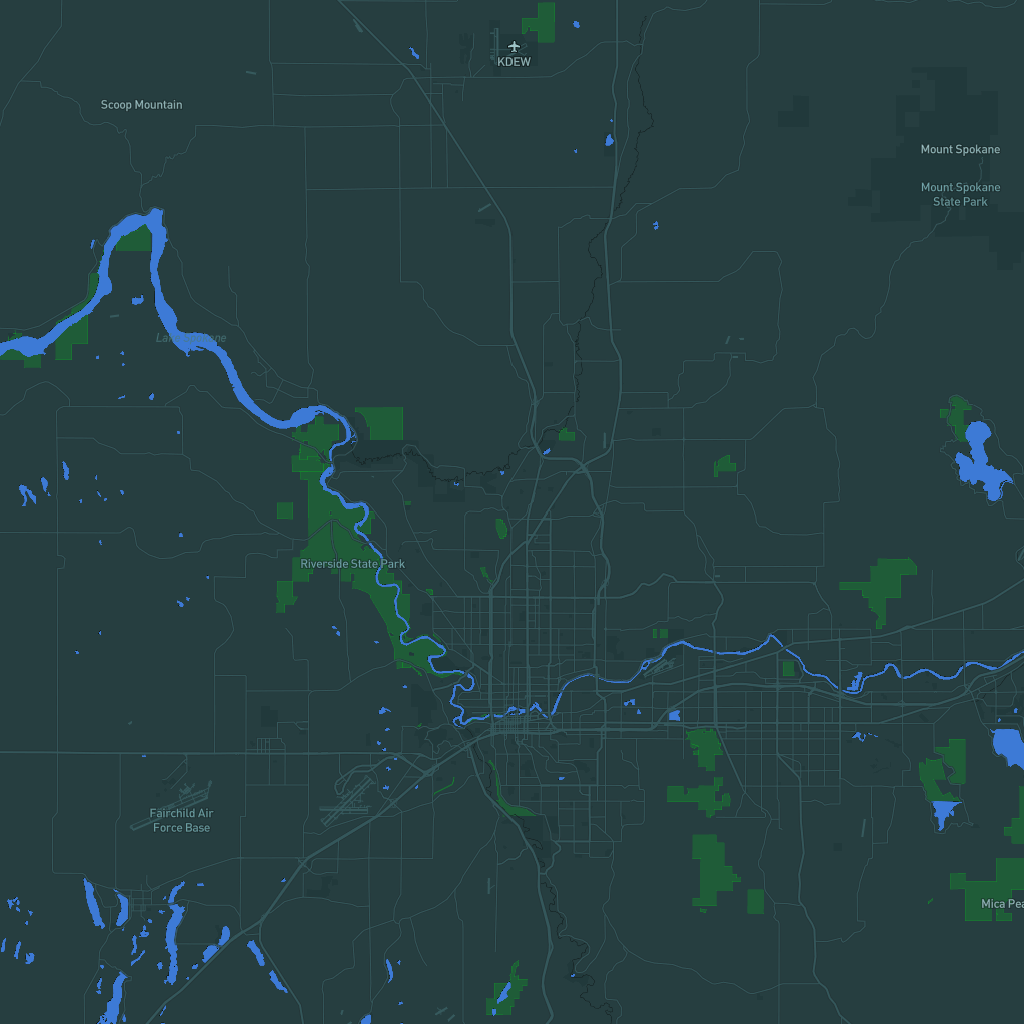 KDEW
Scoop Mountain
Mount Spokane
Mount Spokane
State Park
Riverside State Park
Fairchild Air
Force Base
Mica Pea